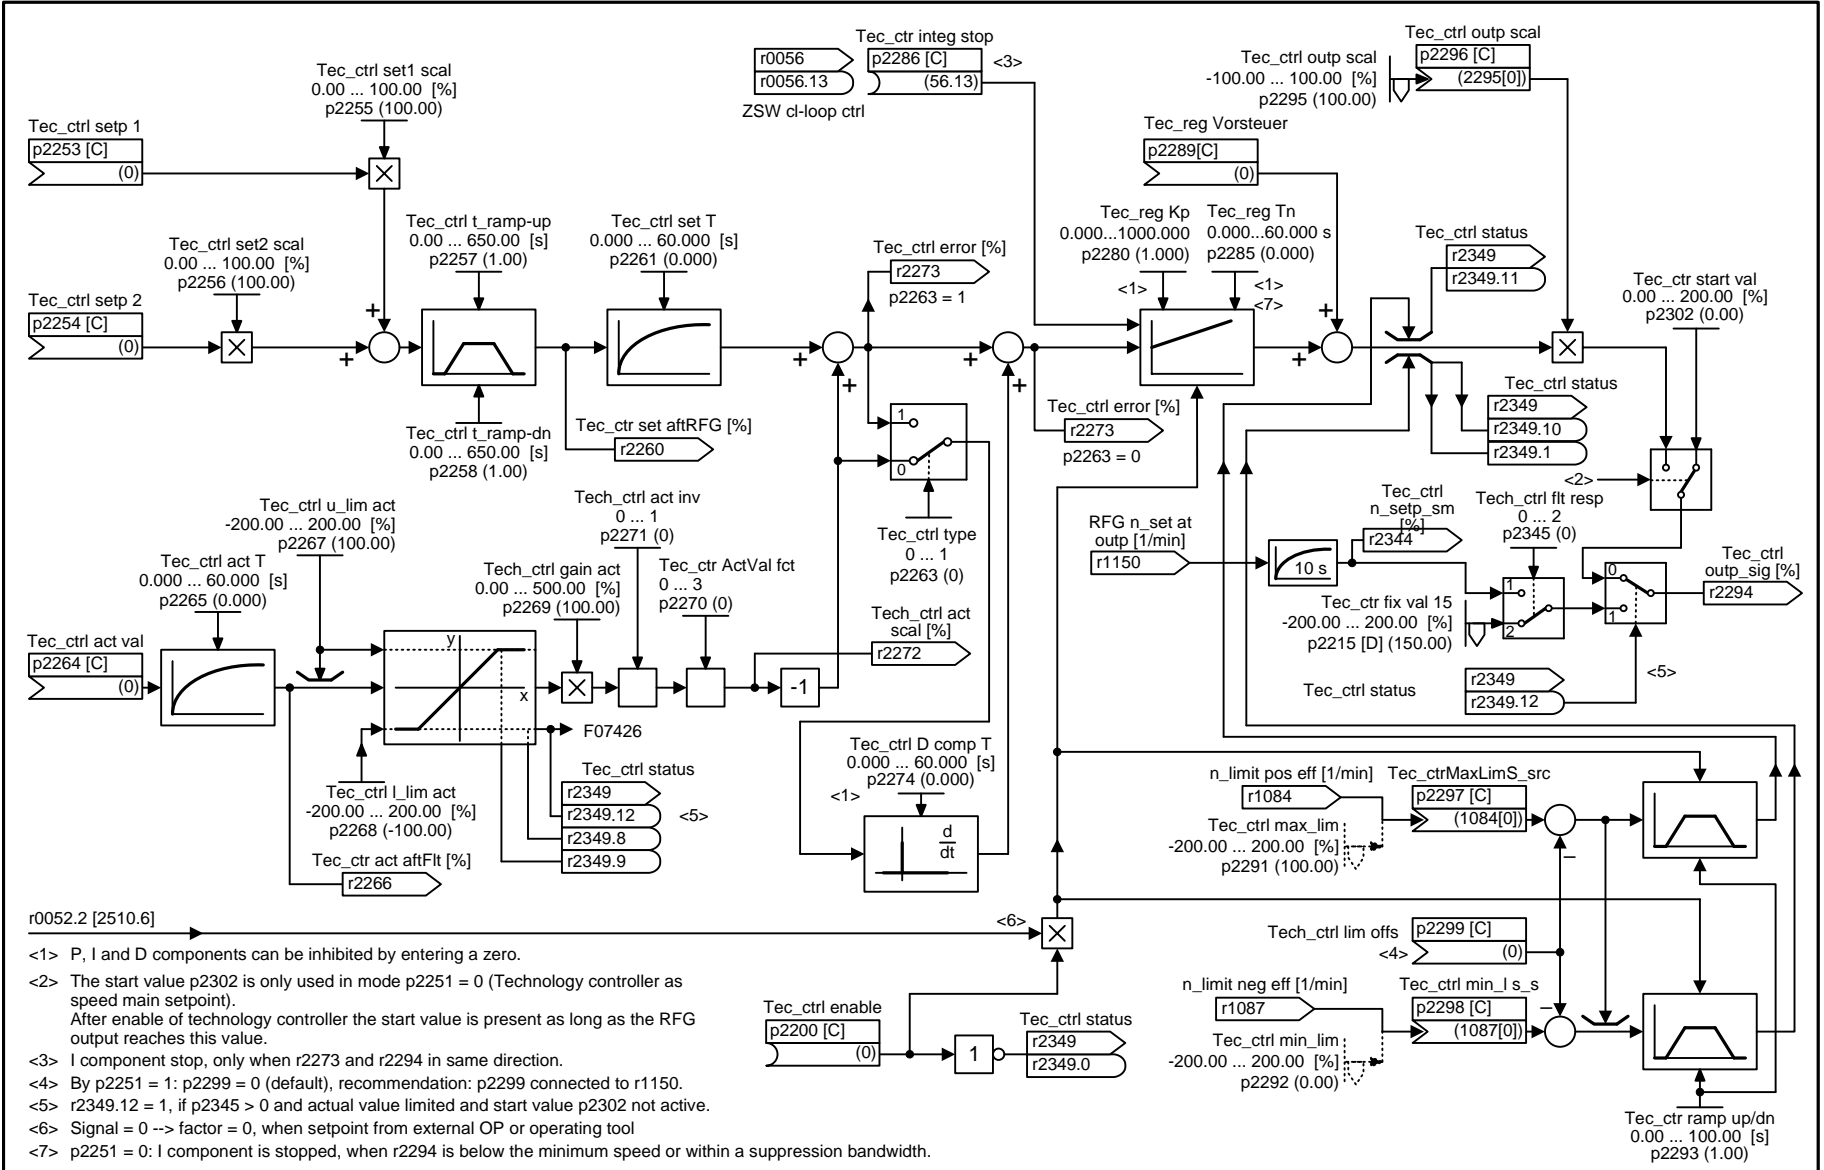 Tec_ctrl set1 scal
0.00 ... 100.00 [%]
p2255 (100.00)
Tec_ctrl setp 1
p2253 [C]
(0)
Tec_ctrl set2 scal
0.00 ... 100.00 [%]
p2256 (100.00)
Tec_ctrl setp 2
p2254 [C]
(0)
+
+
Tec_ctrl t_ramp-up
0.00 ... 650.00 [s]
p2257 (1.00)
Tec_ctrl t_ramp-dn
0.00 ... 650.00 [s]
p2258 (1.00)
Tec_ctrl set T
0.000 ... 60.000 [s]
p2261 (0.000)
Tec_ctr set aftRFG [%]
r2260
r0056
r0056.13
ZSW cl-loop ctrl
Tec_ctr integ stop
p2286 [C]
(56.13)
<3>
Tec_ctrl error [%]
r2273
p2263 = 1
+
+
+
+
1
0
Tec_ctrl type
0 ... 1
p2263 (0)
Tec_ctrl error [%]
r2273
p2263 = 0
Tec_reg Vorsteuer
p2289[C]
(0)
Tec_reg Kp
0.000...1000.000
p2280 (1.000)
<1>
Tec_reg Tn
0.000...60.000 s
p2285 (0.000)
<1>
<7>
+
+
Tec_ctrl outp scal
-100.00 ... 100.00 [%]
p2295 (100.00)
Tec_ctrl outp scal
p2296 [C]
(2295[0])
Tec_ctrl status
r2349
r2349.11
Tec_ctrl status
r2349
r2349.10
r2349.1
Tec_ctr start val
0.00 ... 200.00 [%]
p2302 (0.00)
<2>
RFG n_set at
outp [1/min]
r1150
10 s
Tec_ctrl
n_setp_sm
[%]
r2344
Tech_ctrl flt resp
0 ... 2
p2345 (0)
1
2
Tec_ctr fix val 15
-200.00 ... 200.00 [%]
p2215 [D] (150.00)
0
1
Tec_ctrl
outp_sig [%]
r2294
Tec_ctrl status
r2349
r2349.12
<5>
Tec_ctrl u_lim act
-200.00 ... 200.00 [%]
p2267 (100.00)
Tec_ctrl act T
0.000 ... 60.000 [s]
p2265 (0.000)
Tec_ctrl act val
p2264 [C]
(0)
y
x
Tech_ctrl act inv
0 ... 1
p2271 (0)
Tech_ctrl gain act
0.00 ... 500.00 [%]
p2269 (100.00)
Tec_ctr ActVal fct
0 ... 3
p2270 (0)
Tech_ctrl act
scal [%]
r2272
-1
F07426
Tec_ctrl l_lim act
-200.00 ... 200.00 [%]
p2268 (-100.00)
Tec_ctr act aftFlt [%]
r2266
Tec_ctrl status
r2349
r2349.12
r2349.8
r2349.9
<5>
Tec_ctrl D comp T
0.000 ... 60.000 [s]
p2274 (0.000)
<1>
d
dt
n_limit pos eff [1/min]
r1084
Tec_ctrl max_lim
-200.00 ... 200.00 [%]
p2291 (100.00)
Tec_ctrMaxLimS_src
p2297 [C]
(1084[0])
–
Tech_ctrl lim offs
<4>
p2299 [C]
(0)
n_limit neg eff [1/min]
r1087
Tec_ctrl min_lim
-200.00 ... 200.00 [%]
p2292 (0.00)
Tec_ctrl min_l s_s
p2298 [C]
(1087[0])
–
Tec_ctr ramp up/dn
0.00 ... 100.00 [s]
p2293 (1.00)
r0052.2 [2510.6]
<6>
Tec_ctrl enable
p2200 [C]
(0)
1
Tec_ctrl status
r2349
r2349.0
<1> P, I and D components can be inhibited by entering a zero.
<2> The start value p2302 is only used in mode p2251 = 0 (Technology controller as
speed main setpoint).
After enable of technology controller the start value is present as long as the RFG
output reaches this value.
<3> I component stop, only when r2273 and r2294 in same direction.
<4> By p2251 = 1: p2299 = 0 (default), recommendation: p2299 connected to r1150.
<5> r2349.12 = 1, if p2345 > 0 and actual value limited and start value p2302 not active.
<6> Signal = 0 --> factor = 0, when setpoint from external OP or operating tool
<7> p2251 = 0: I component is stopped, when r2294 is below the minimum speed or within a suppression bandwidth.